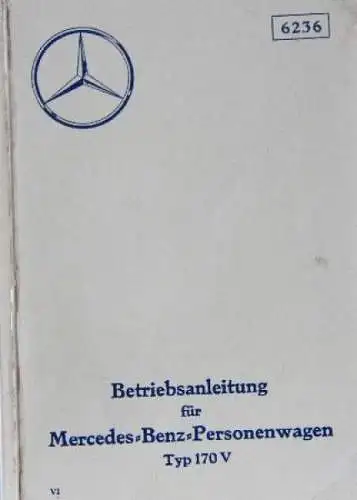 6236
Betriebsanleitung
für
Mercedes=Benz=Personenwagen
Typ 170 V
VI